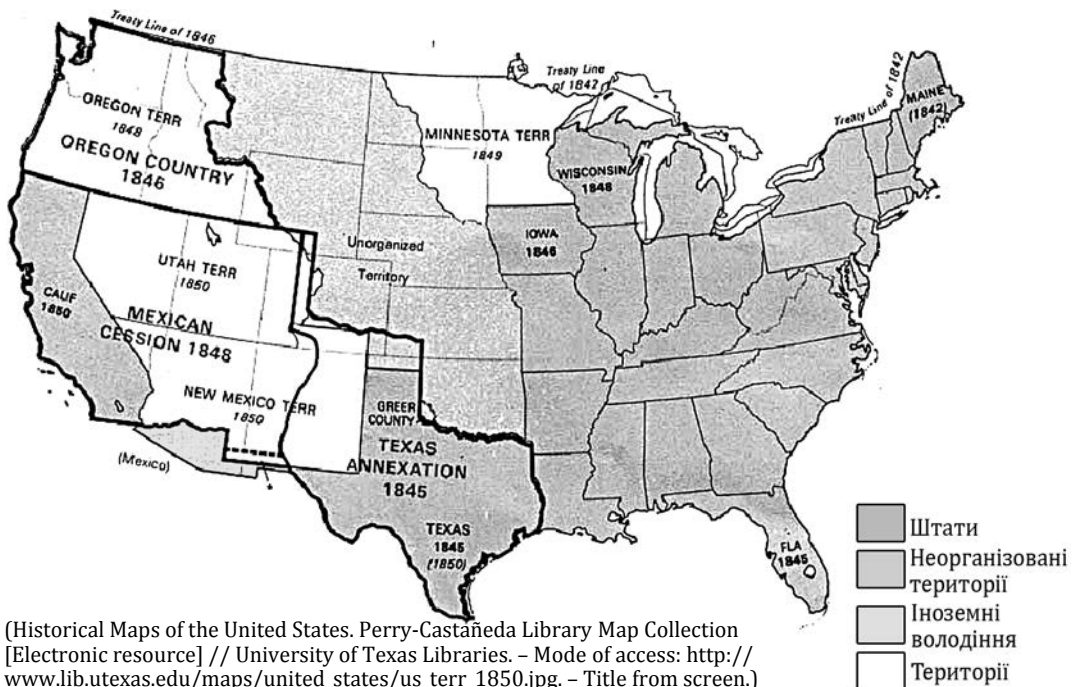 Treaty Line of 1846
Treaty Line
of 1842
Treaty Line of 1842
MAINE
(1842)
OREGON TERR
1848
OREGON COUNTRY
1846
MINNESOTA TERR
1849
WISCONSIN
1848
IOWA
1846
Unorganized
Territory
UTAH TERR
1850
CALIF
1850
MEXICAN
CESSION 1848
NEW MEXICO TERR
1850
(Mexico)
GREER
COUNTY
TEXAS
ANNEXATION
1845
TEXAS
1845
(1850)
FLA
1845
Штати
Неорганізовані
території
Іноземні
володіння
Території
(Historical Maps of the United States. Perry-Castañeda Library Map Collection
[Electronic resource] // University of Texas Libraries. – Mode of access: http://
www.lib.utexas.edu/maps/united_states/us_terr_1850.jpg. – Title from screen.)